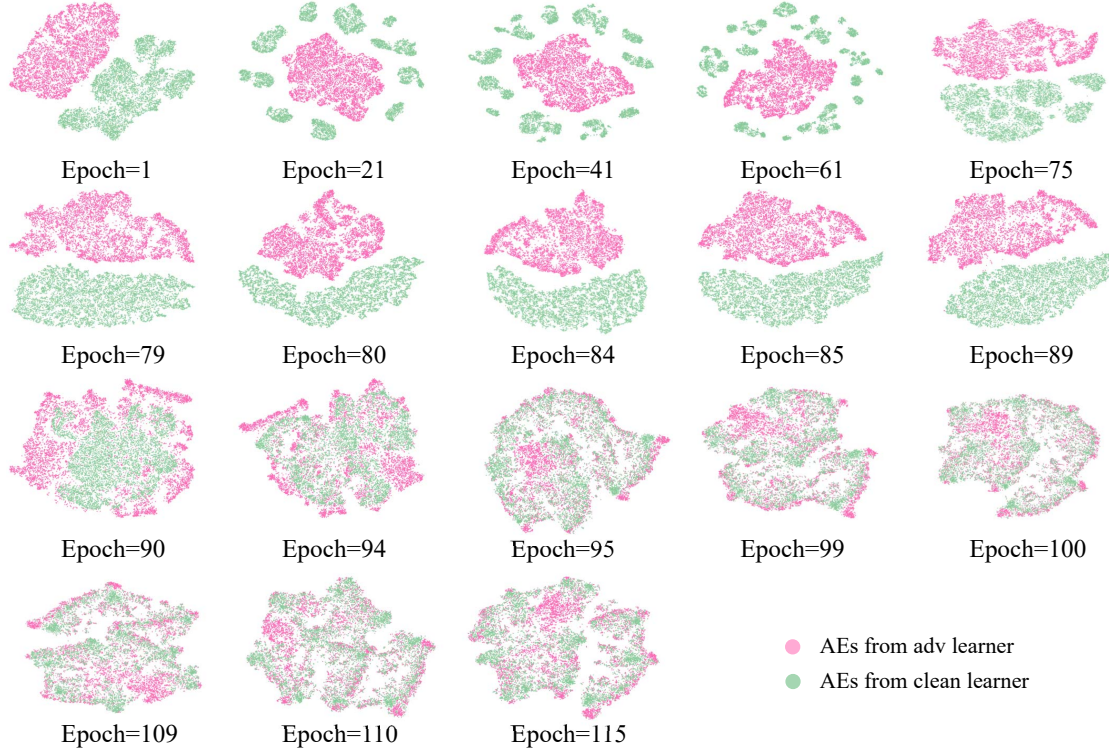 Epoch=1
Epoch=21
Epoch=41
Epoch=61
Epoch=75
Epoch=79
Epoch=80
Epoch=84
Epoch=85
Epoch=89
Epoch=90
Epoch=94
Epoch=95
Epoch=99
Epoch=100
AEs from adv learner
AEs from clean learner
Epoch=109
Epoch=110
Epoch=115